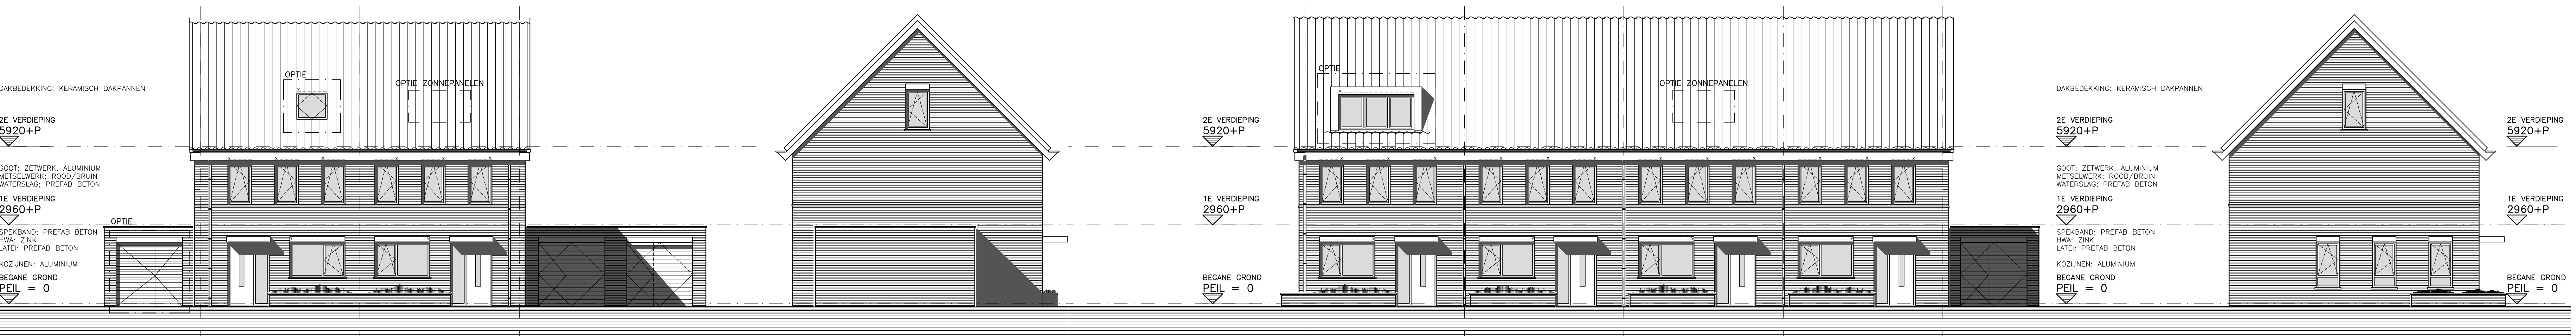 DAKBEDEKKING: KERAMISCH DAKPANNEN
2E VERDIEPING
5920+P
GOOT; ZETWERK, ALUMINIUM
METSELWERK; ROOD/BRUIN
WATERSLAG; PREFAB BETON
1E VERDIEPING
2960+P
SPEKBAND; PREFAB BETON
HWA: ZINK
LATEI: PREFAB BETON
KOZIJNEN: ALUMINIUM
BEGANE GROND
PEIL = 0
OPTIE
OPTIE
OPTIE ZONNEPANELEN
2E VERDIEPING
5920+P
1E VERDIEPING
2960+P
BEGANE GROND
PEIL = 0
OPTIE
OPTIE ZONNEPANELEN
DAKBEDEKKING: KERAMISCH DAKPANNEN
2E VERDIEPING
5920+P
GOOT; ZETWERK, ALUMINIUM
METSELWERK; ROOD/BRUIN
WATERSLAG; PREFAB BETON
1E VERDIEPING
2960+P
SPEKBAND; PREFAB BETON
HWA: ZINK
LATEI: PREFAB BETON
KOZIJNEN: ALUMINIUM
BEGANE GROND
PEIL = 0
2E VERDIEPING
5920+P
1E VERDIEPING
2960+P
BEGANE GROND
PEIL = 0